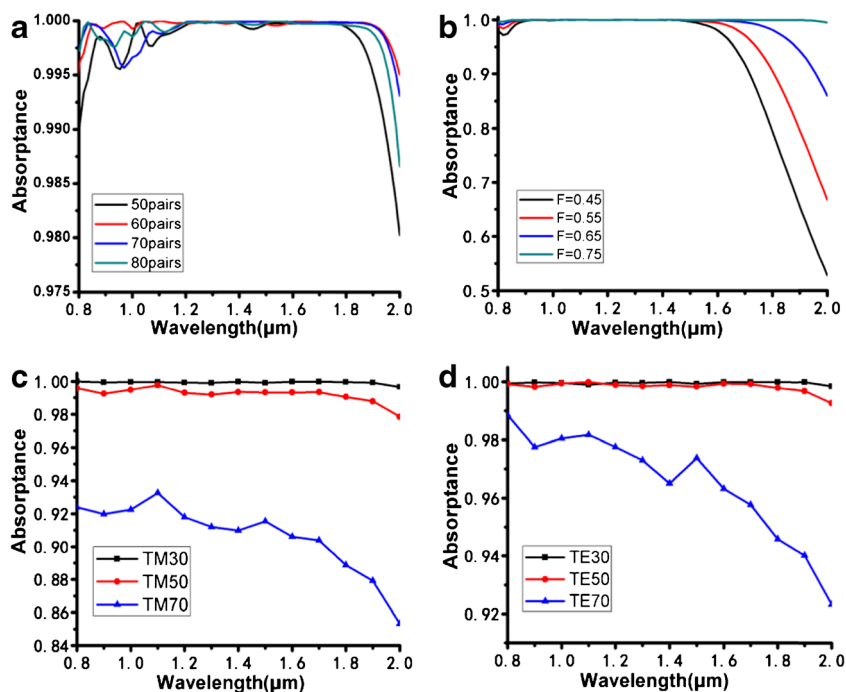 a
1.000
0.995
0.990
0.985
0.980
0.975
Absorptance
50pairs
60pairs
70pairs
80pairs
0.8 1.0 1.2 1.4 1.6 1.8 2.0
Wavelength(μm)
b
1.0
0.9
0.8
0.7
0.6
0.5
Absorptance
F=0.45
F=0.55
F=0.65
F=0.75
0.8 1.0 1.2 1.4 1.6 1.8 2.0
Wavelength(μm)
c
1.00
0.98
0.96
0.94
0.92
0.90
0.88
0.86
0.84
Absorptance
TM30
TM50
TM70
0.8 1.0 1.2 1.4 1.6 1.8 2.0
Wavelength(μm)
d
1.00
0.98
0.96
0.94
0.92
Absorptance
TE30
TE50
TE70
0.8 1.0 1.2 1.4 1.6 1.8 2.0
Wavelength(μm)